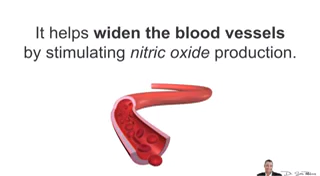 It helps widen the blood vessels
by stimulating nitric oxide production.